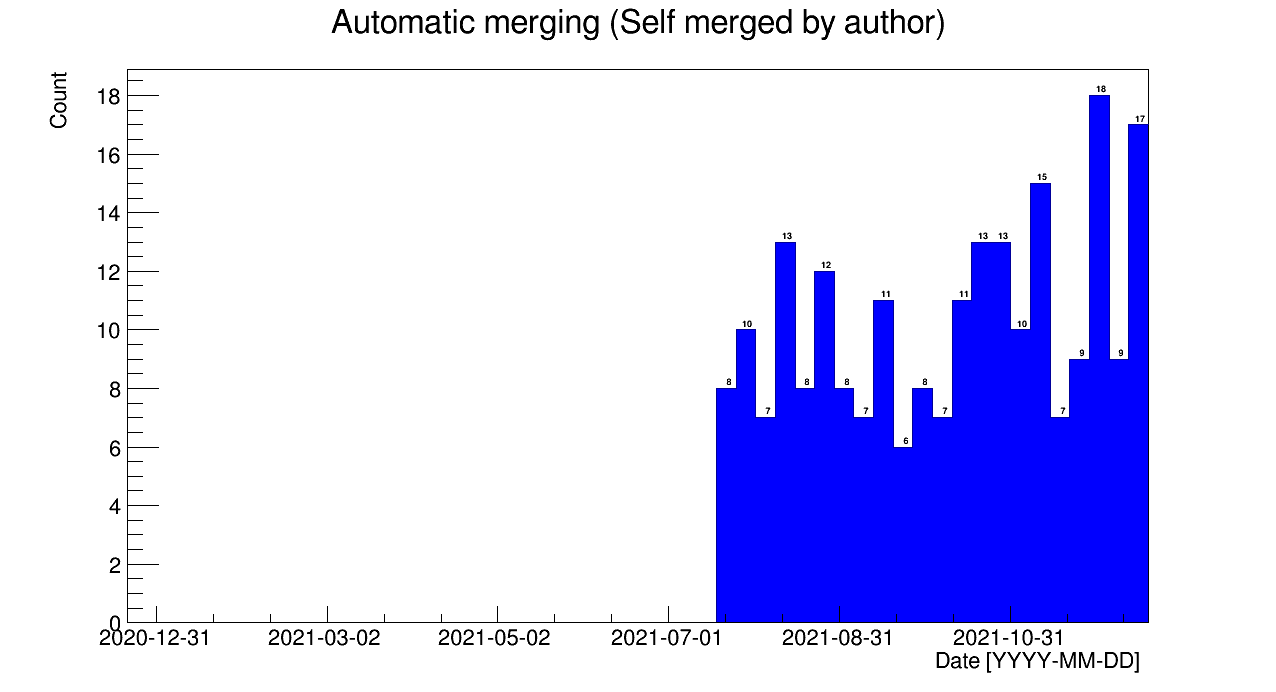 Automatic merging (Self merged by author)
Count
18
16
14
12
10
8
6
4
2
0
8 10 7 13 8 12 8 7 11 6 8 7 11 13 13 10 15 7 9 18 9 17
2020-12-31 2021-03-02 2021-05-02 2021-07-01 2021-08-31 2021-10-31
Date [YYYY-MM-DD]